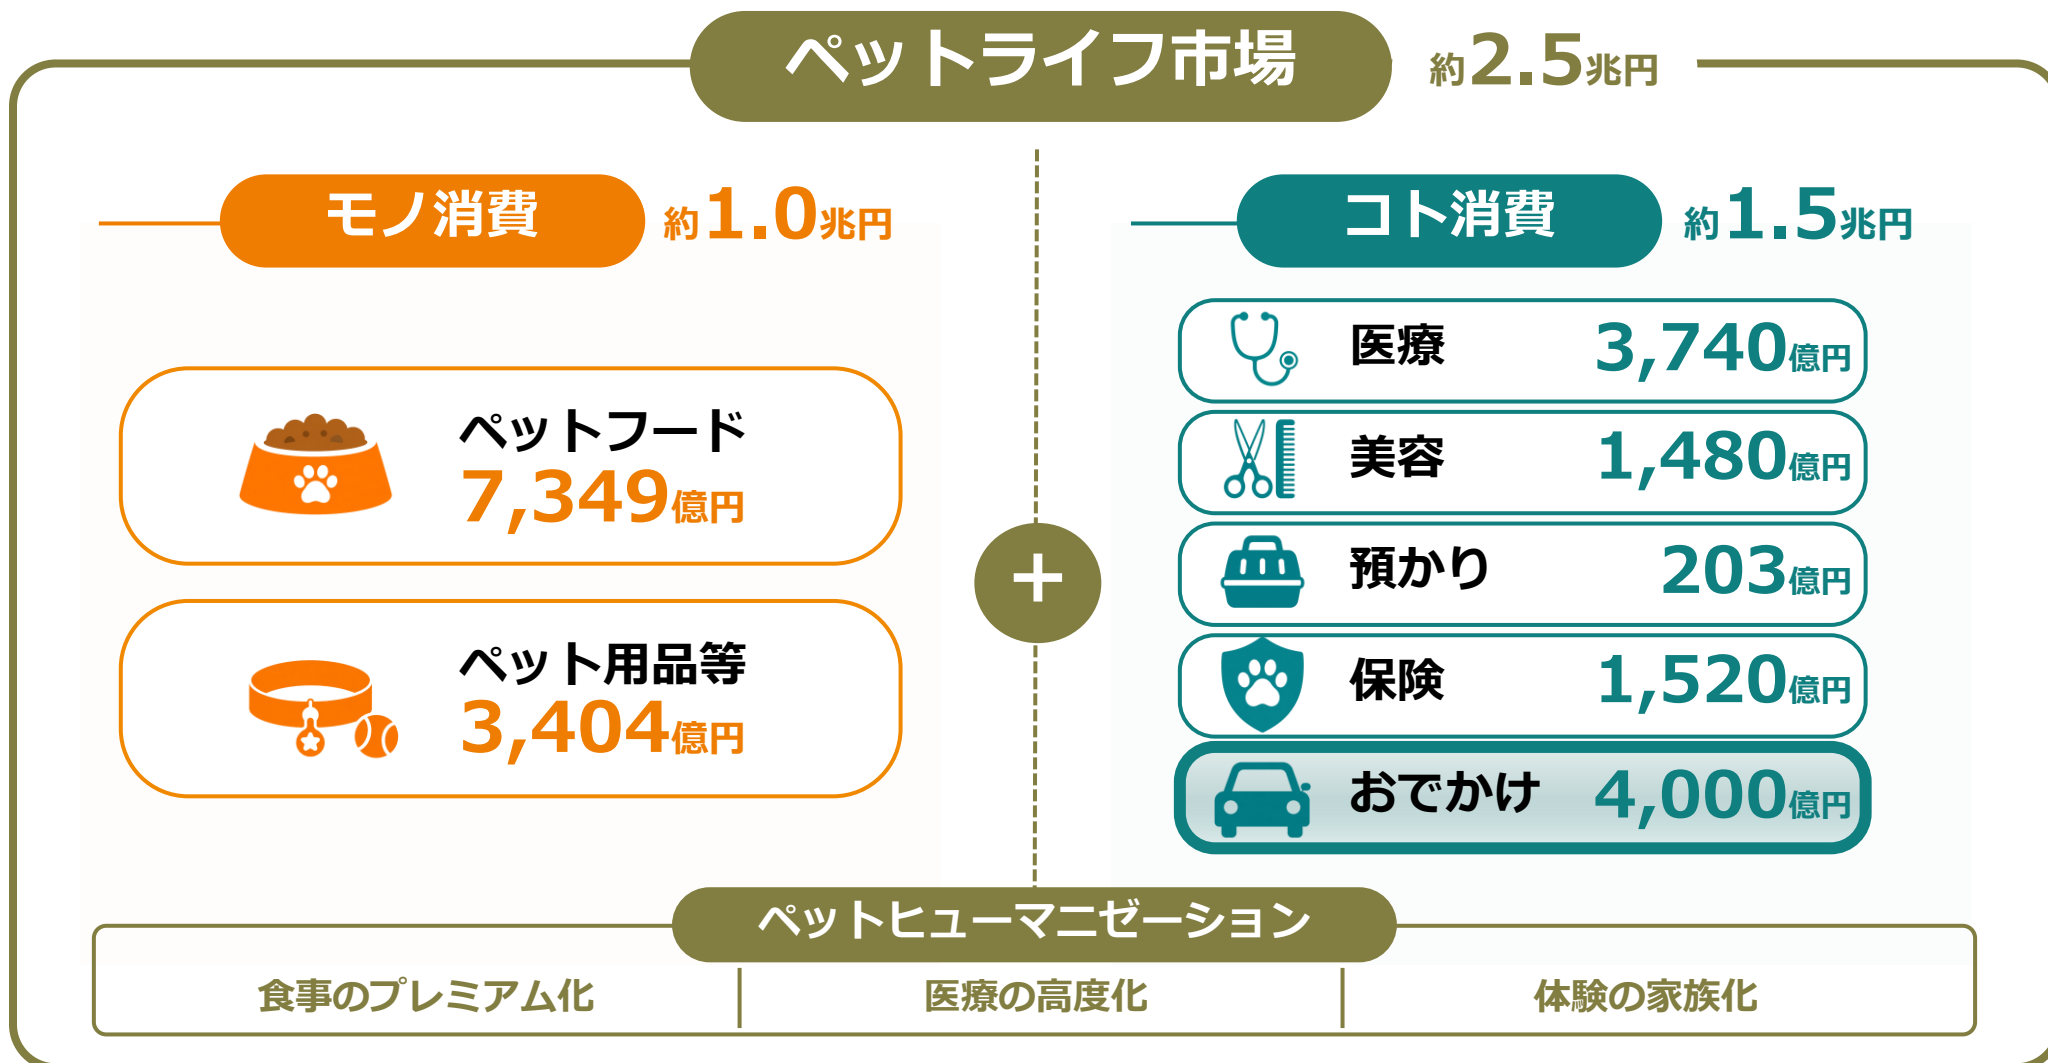 ペットライフ市場 約2.5兆円
モノ消費 約1.0兆円
ペットフード
7,349億円
ペット用品等
3,404億円
+
コト消費 約1.5兆円
医療 3,740億円
美容 1,480億円
預かり 203億円
保険 1,520億円
おでかけ 4,000億円
ペットヒューマニゼーション
食事のプレミアム化 医療の高度化 体験の家族化